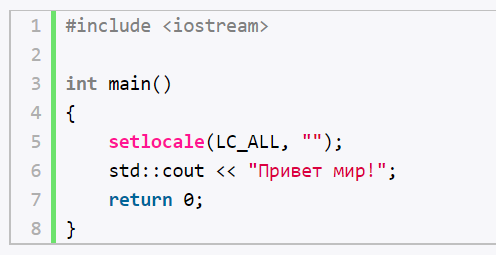 1 #include <iostream>
2
3 int main()
4 {
5     setlocale(LC_ALL, "");
6     std::cout << "Привет мир!";
7     return 0;
8 }